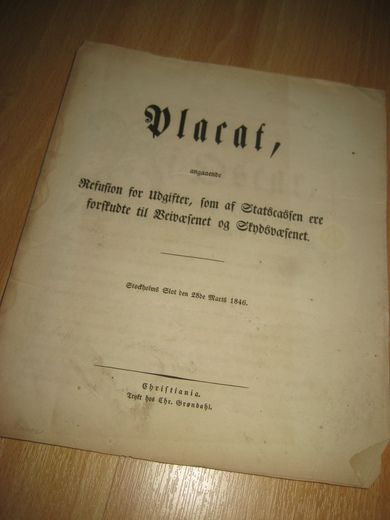 Placat,
angaaende
Refusion for Udgifter, som af Statscassen ere
forskudte til Veivæsenet og Skydsvæsenet.
Stockholms Slot den 28de Marts 1846.
Christiania.
Trykt hos Chr. Grøndahl.